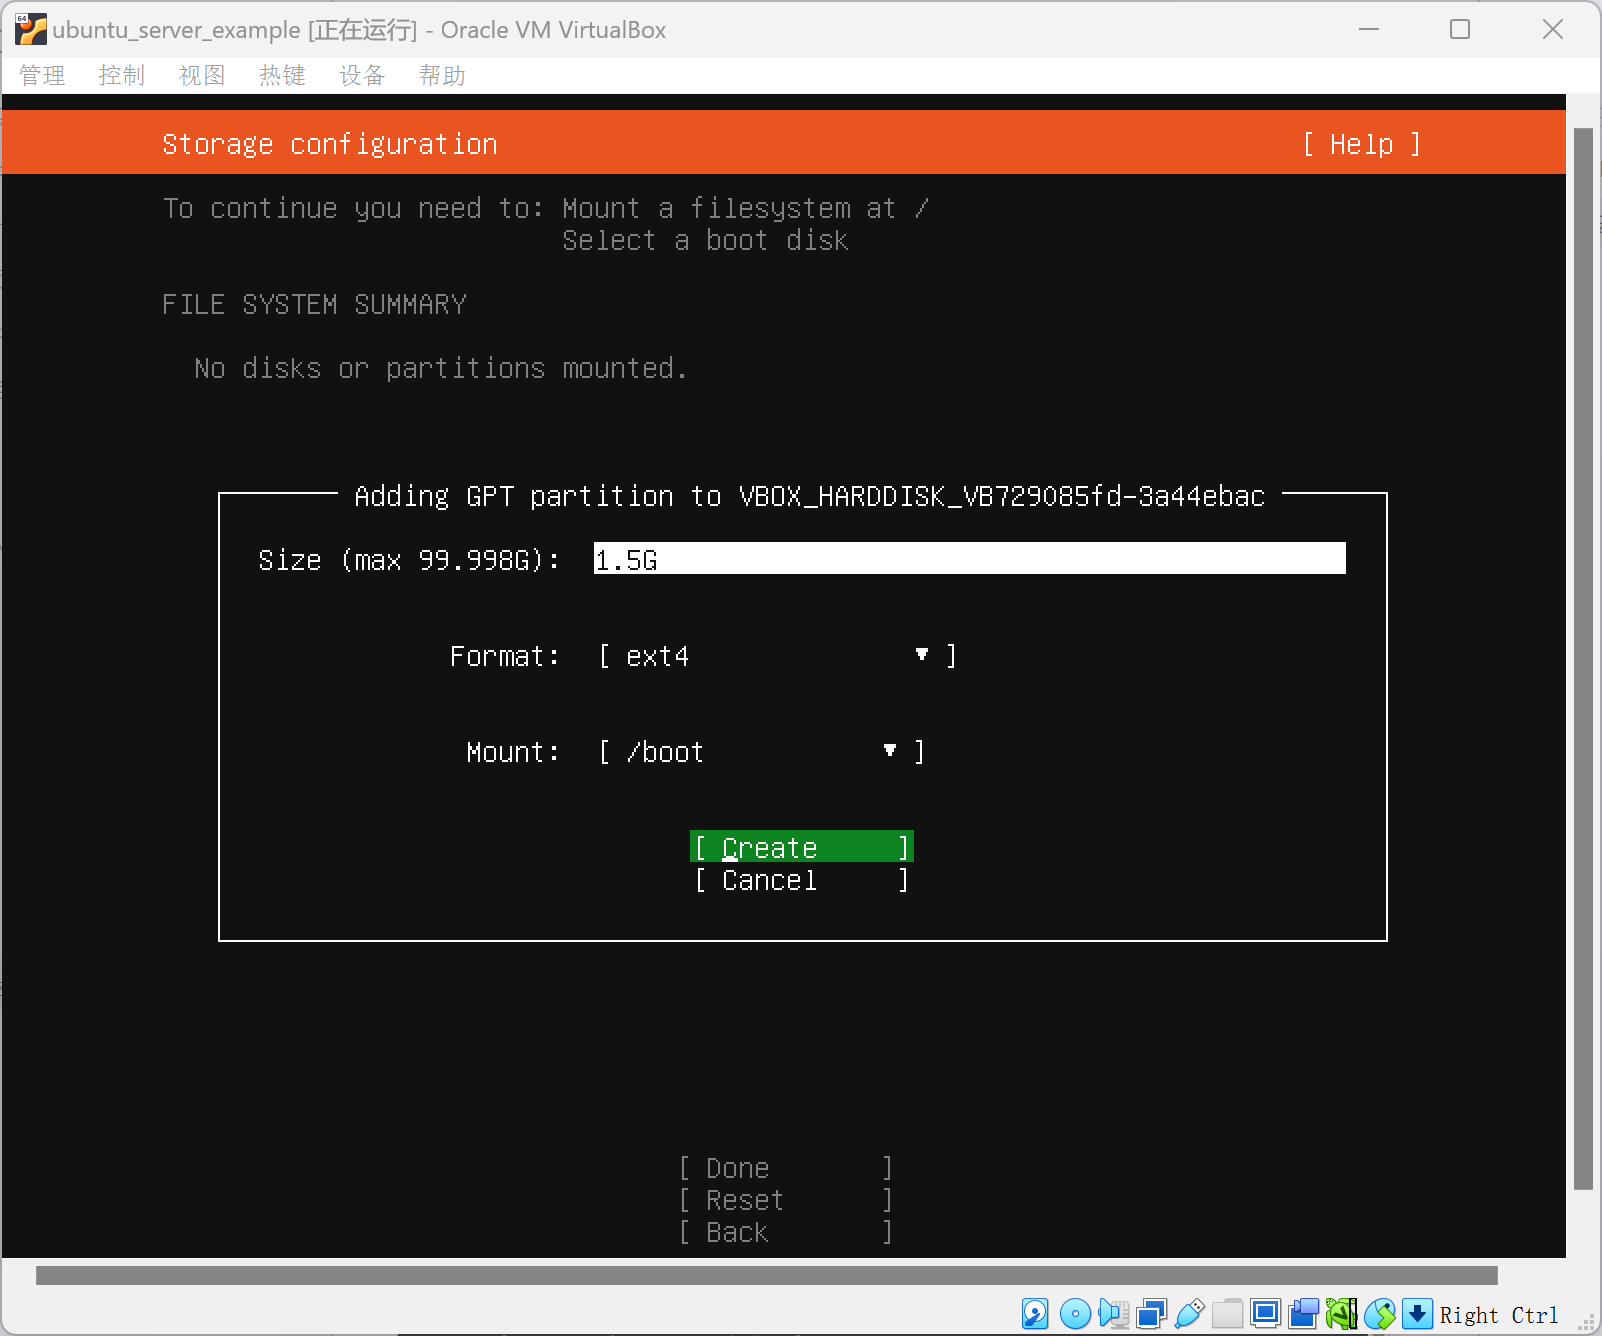 64
ubuntu_server_example [正在运行] - Oracle VM VirtualBox
管理 控制 视图 热键 设备 帮助
Storage configuration [ Help ]
To continue you need to: Mount a filesystem at /
Select a boot disk
FILE SYSTEM SUMMARY
No disks or partitions mounted.
Adding GPT partition to VBOX_HARDDISK_VB729085fd-3a44ebac
Size (max 99.998G): 1.5G
Format: [ ext4 ▾ ]
Mount: [ /boot ▾ ]
[ Create ]
[ Cancel ]
[ Done ]
[ Reset ]
[ Back ]
Right Ctrl